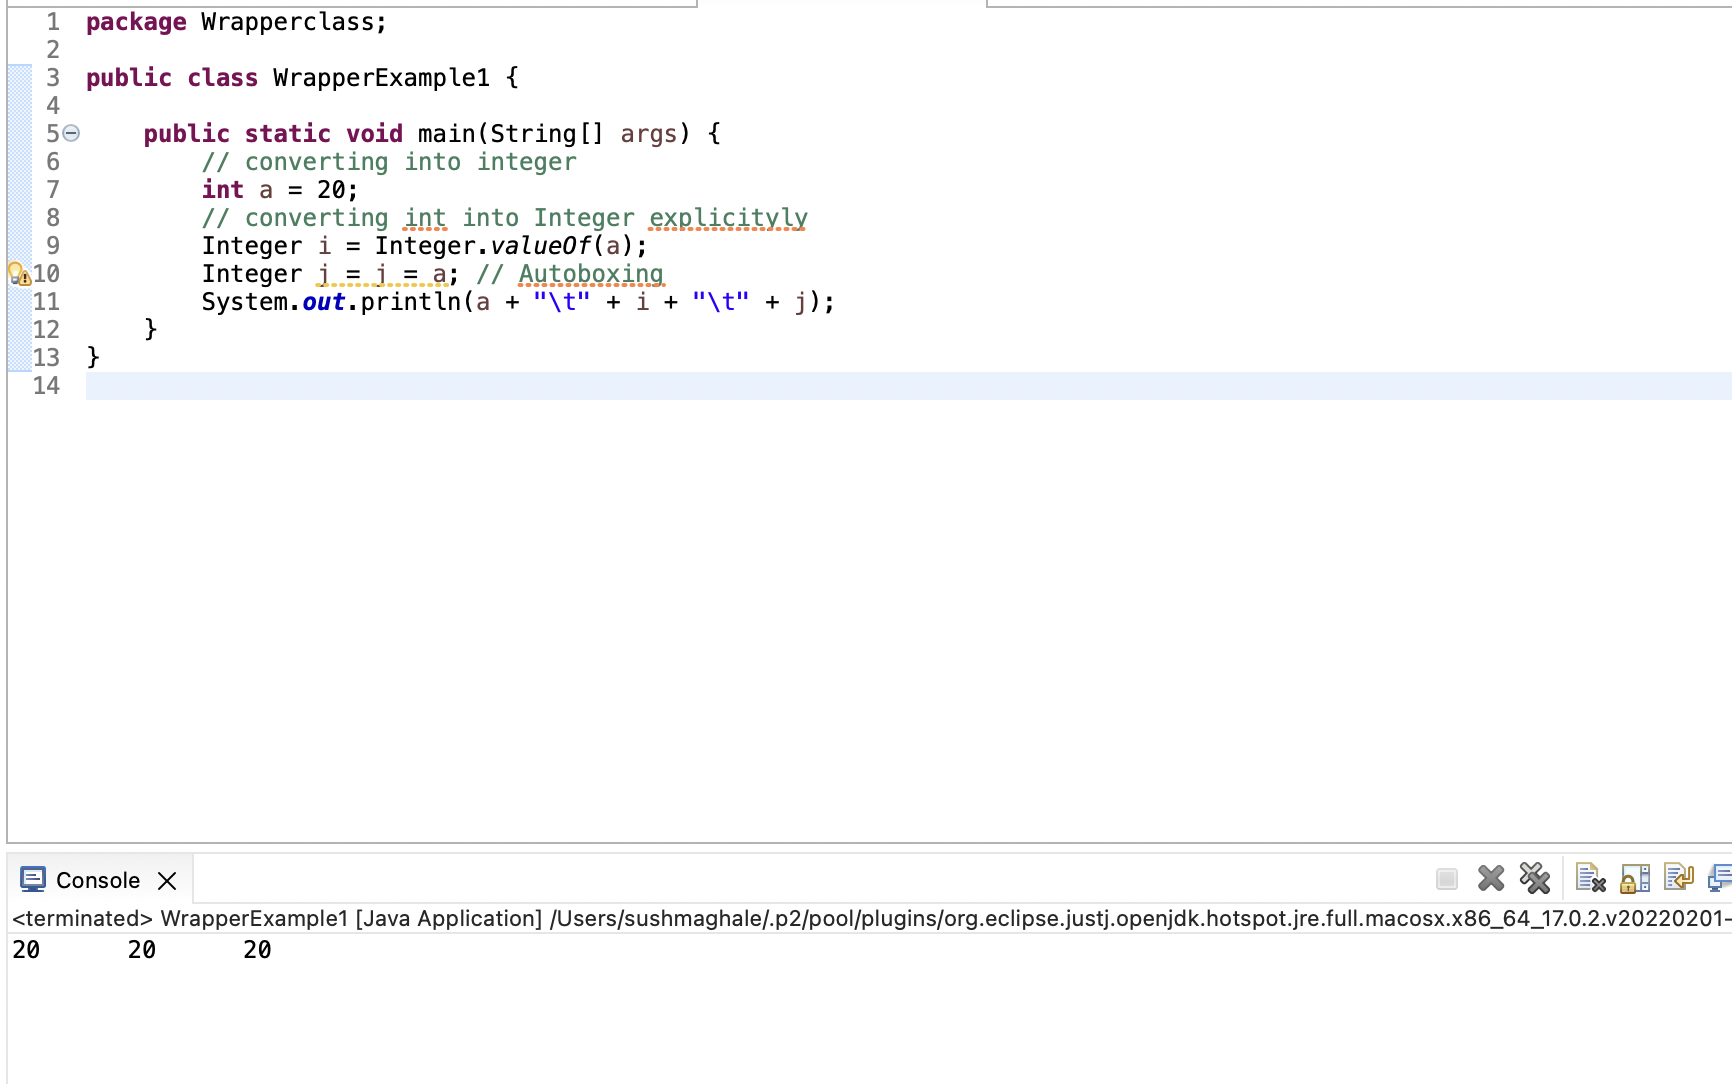 1 package Wrapperclass;
2
3 public class WrapperExample1 {
4
5 public static void main(String[] args) {
6 // converting into integer
7 int a = 20;
8 // converting int into Integer explicityly
9 Integer i = Integer.valueOf(a);
10 Integer j = j = a; // Autoboxing
11 System.out.println(a + "\t" + i + "\t" + j);
12 }
13 }
14
Console
<terminated> WrapperExample1 [Java Application] /Users/sushmaghale/.p2/pool/plugins/org.eclipse.justj.openjdk.hotspot.jre.full.macosx.x86_64_17.0.2.v20220201-
20 20 20